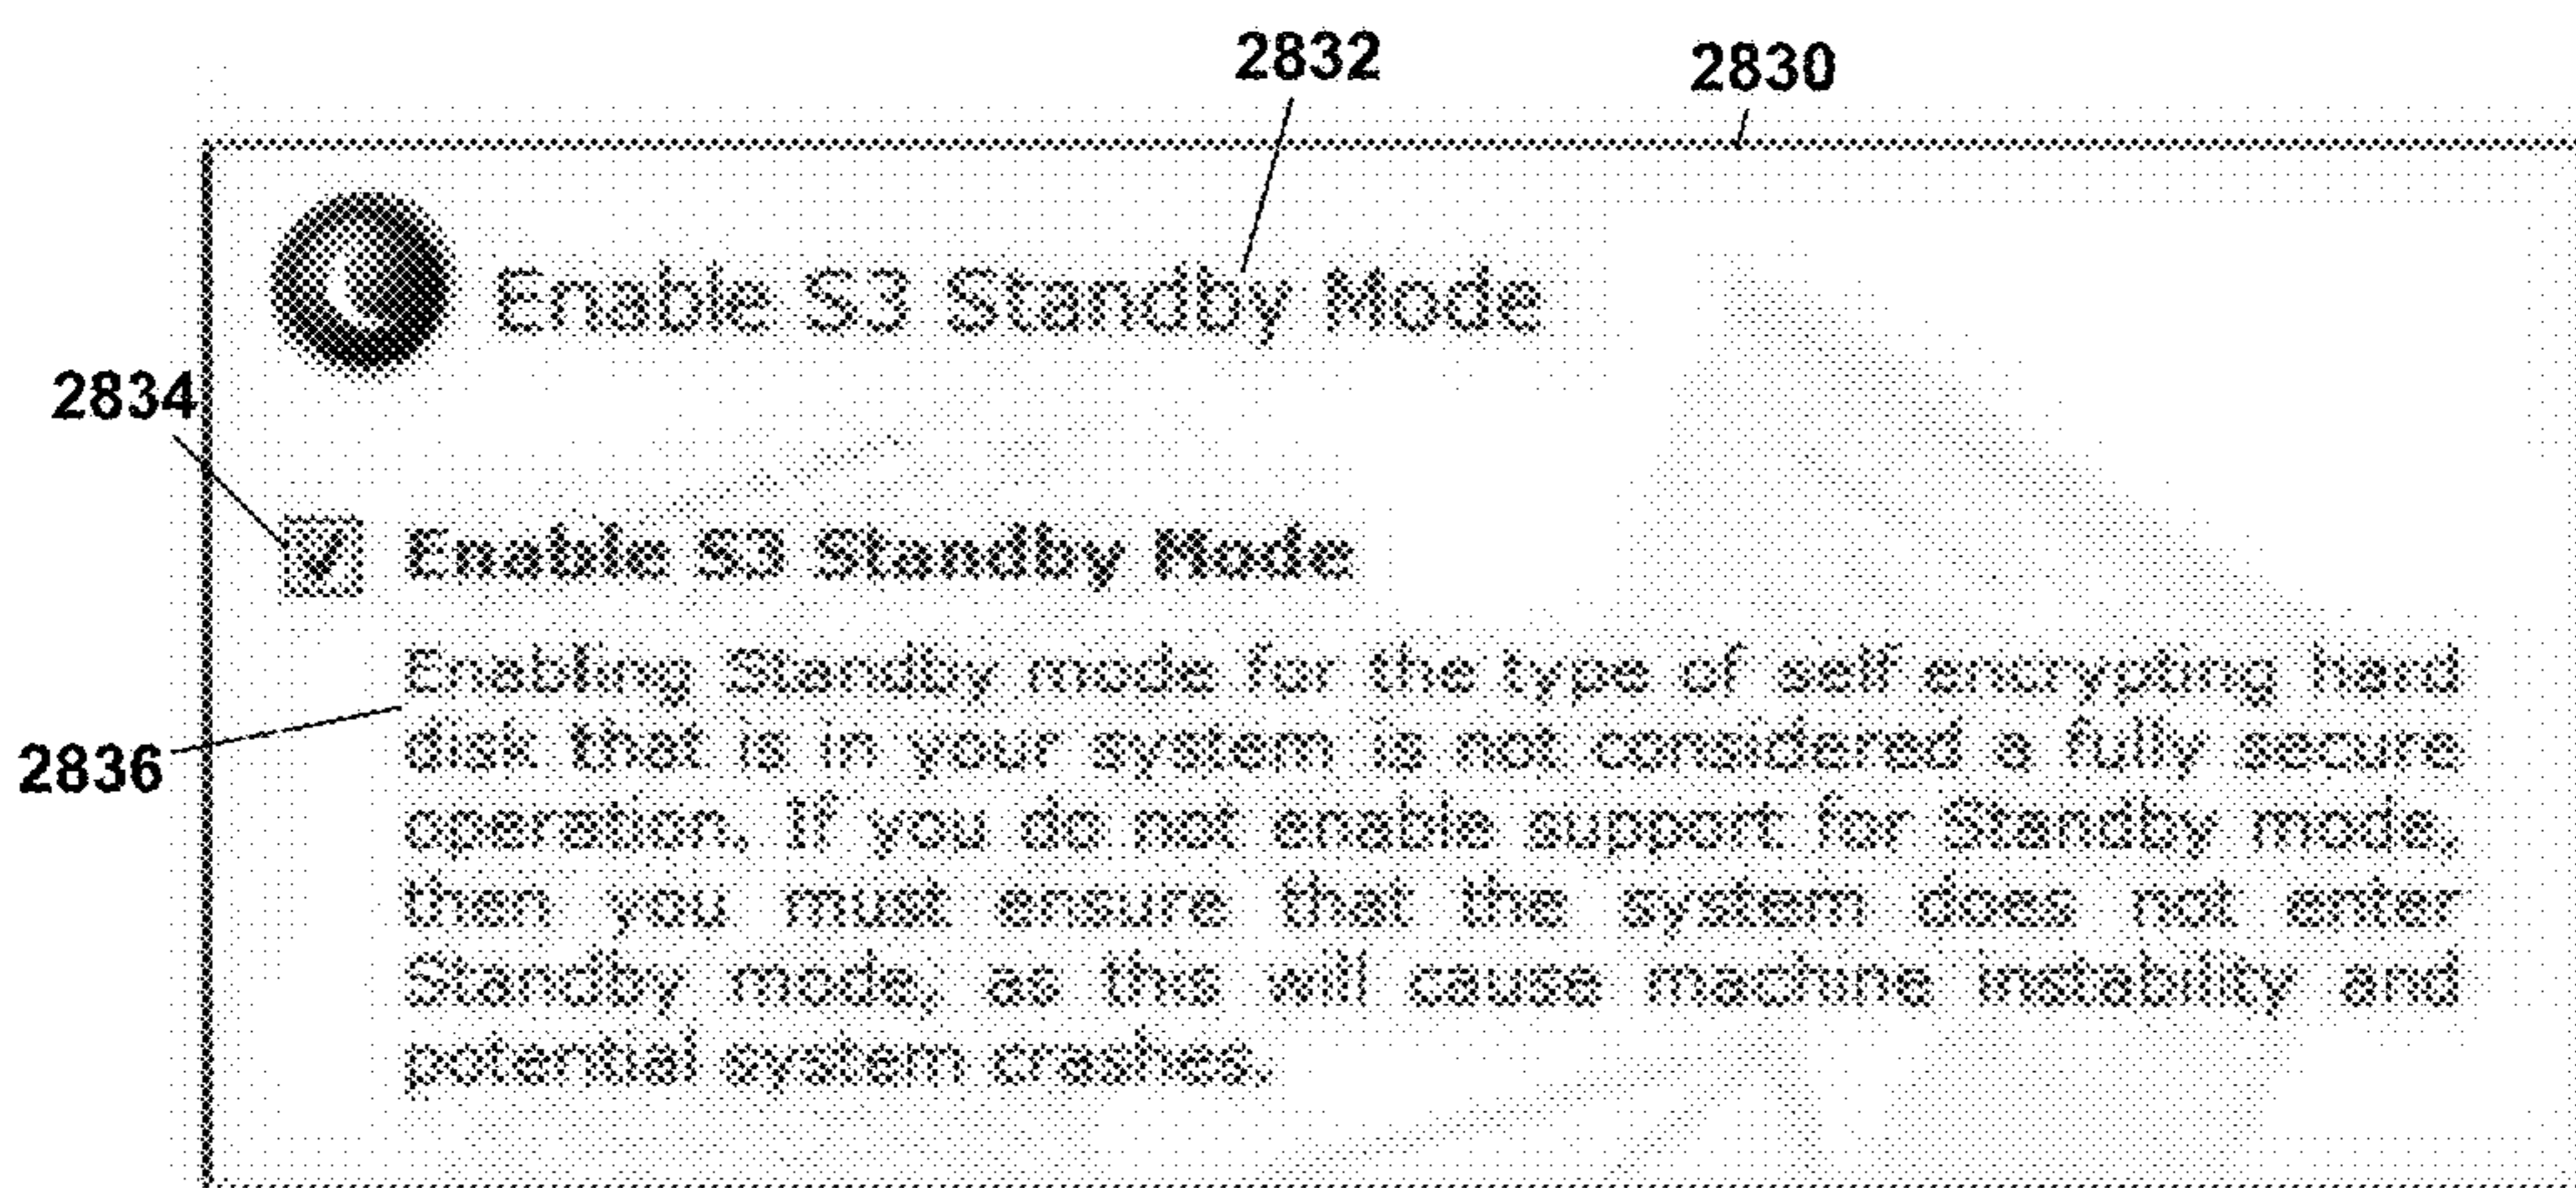 2832
2830
Enable S3 Standby Mode
2834
Enable S3 Standby Mode
Enabling Standby mode for the type of self encrypting hard
disk that is in your system is not considered a fully secure
2836
operation. If you do not enable support for Standby mode,
then you must ensure that the system does not enter
Standby mode, as this will cause machine instability and
potential system crashes.